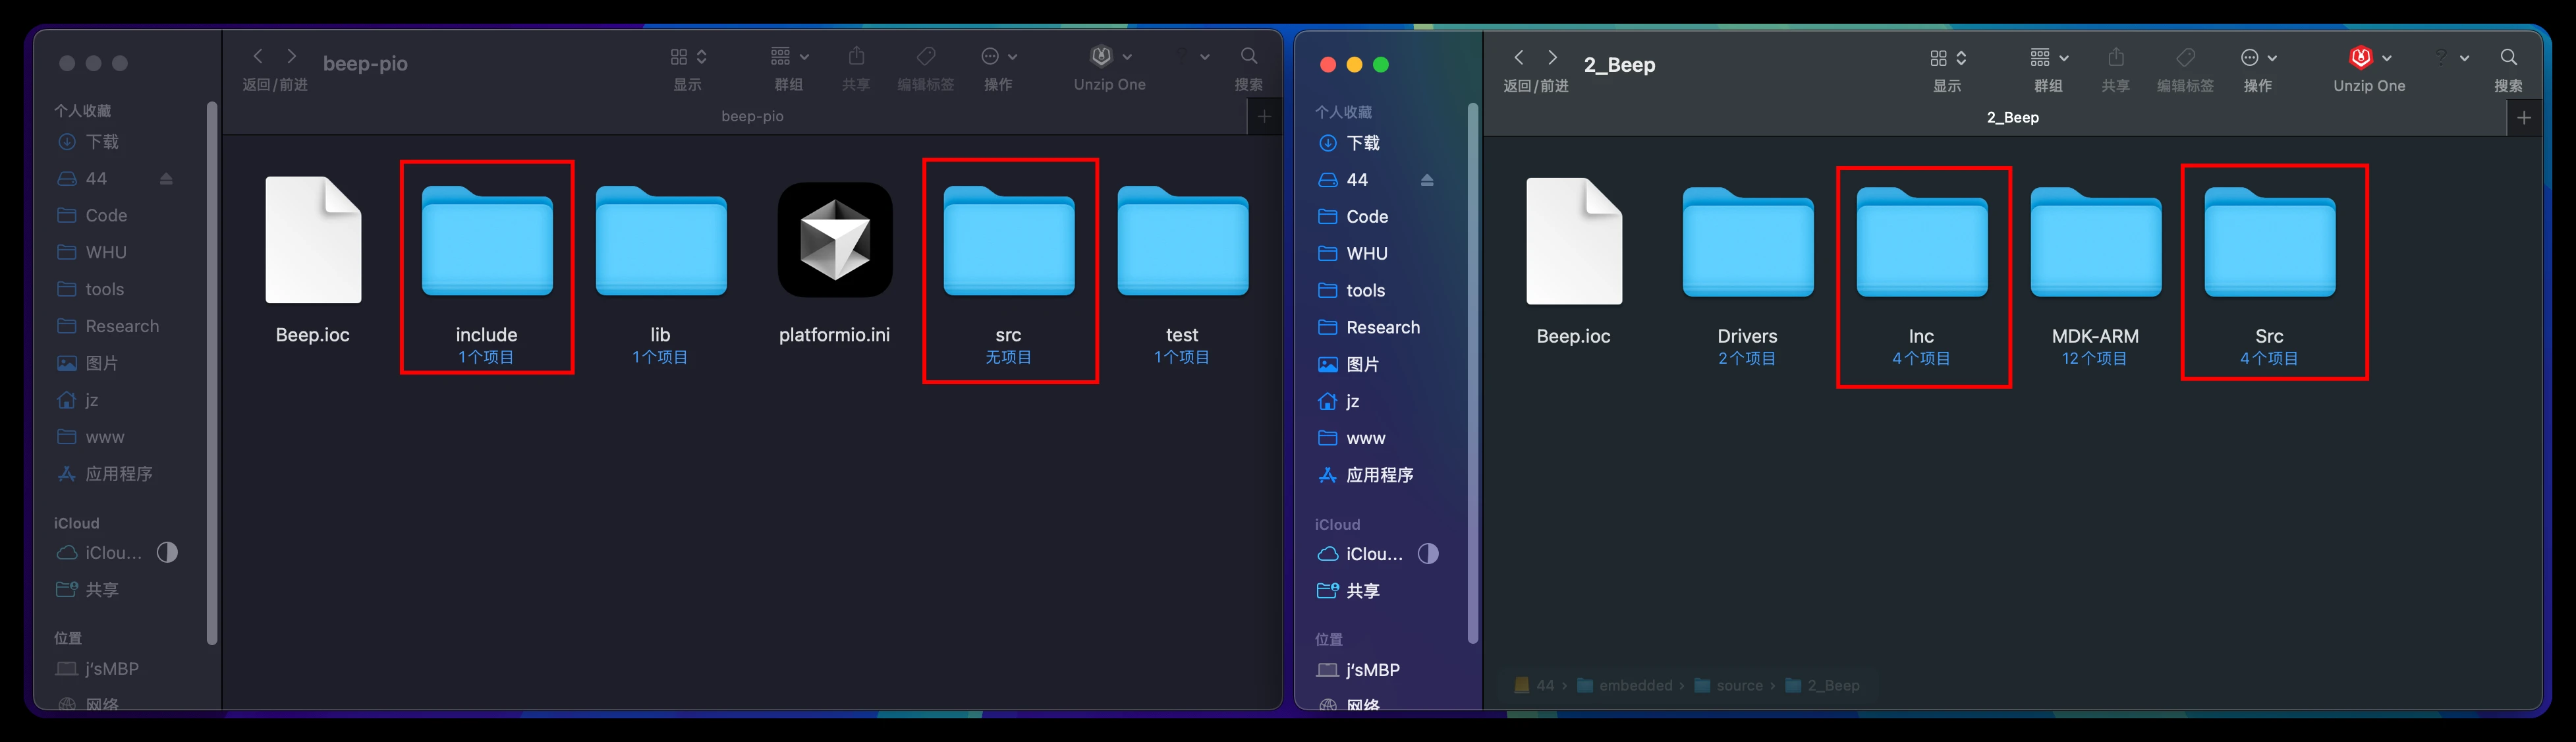 beep-pio
返回/前进
显示
群组
共享
编辑标签
操作
Unzip One
搜索
beep-pio
个人收藏
下载
44
Code
WHU
tools
Research
图片
jz
www
应用程序
iCloud
iClou...
共享
位置
j'sMBP
网络
Beep.ioc
include
1个项目
lib
1个项目
platformio.ini
src
无项目
test
1个项目
2_Beep
返回/前进
显示
群组
共享
编辑标签
操作
Unzip One
搜索
2_Beep
个人收藏
下载
44
Code
WHU
tools
Research
图片
jz
www
应用程序
iCloud
iClou...
共享
位置
j'sMBP
网络
Beep.ioc
Drivers
2个项目
Inc
4个项目
MDK-ARM
12个项目
Src
4个项目
44 › embedded › source › 2_Beep